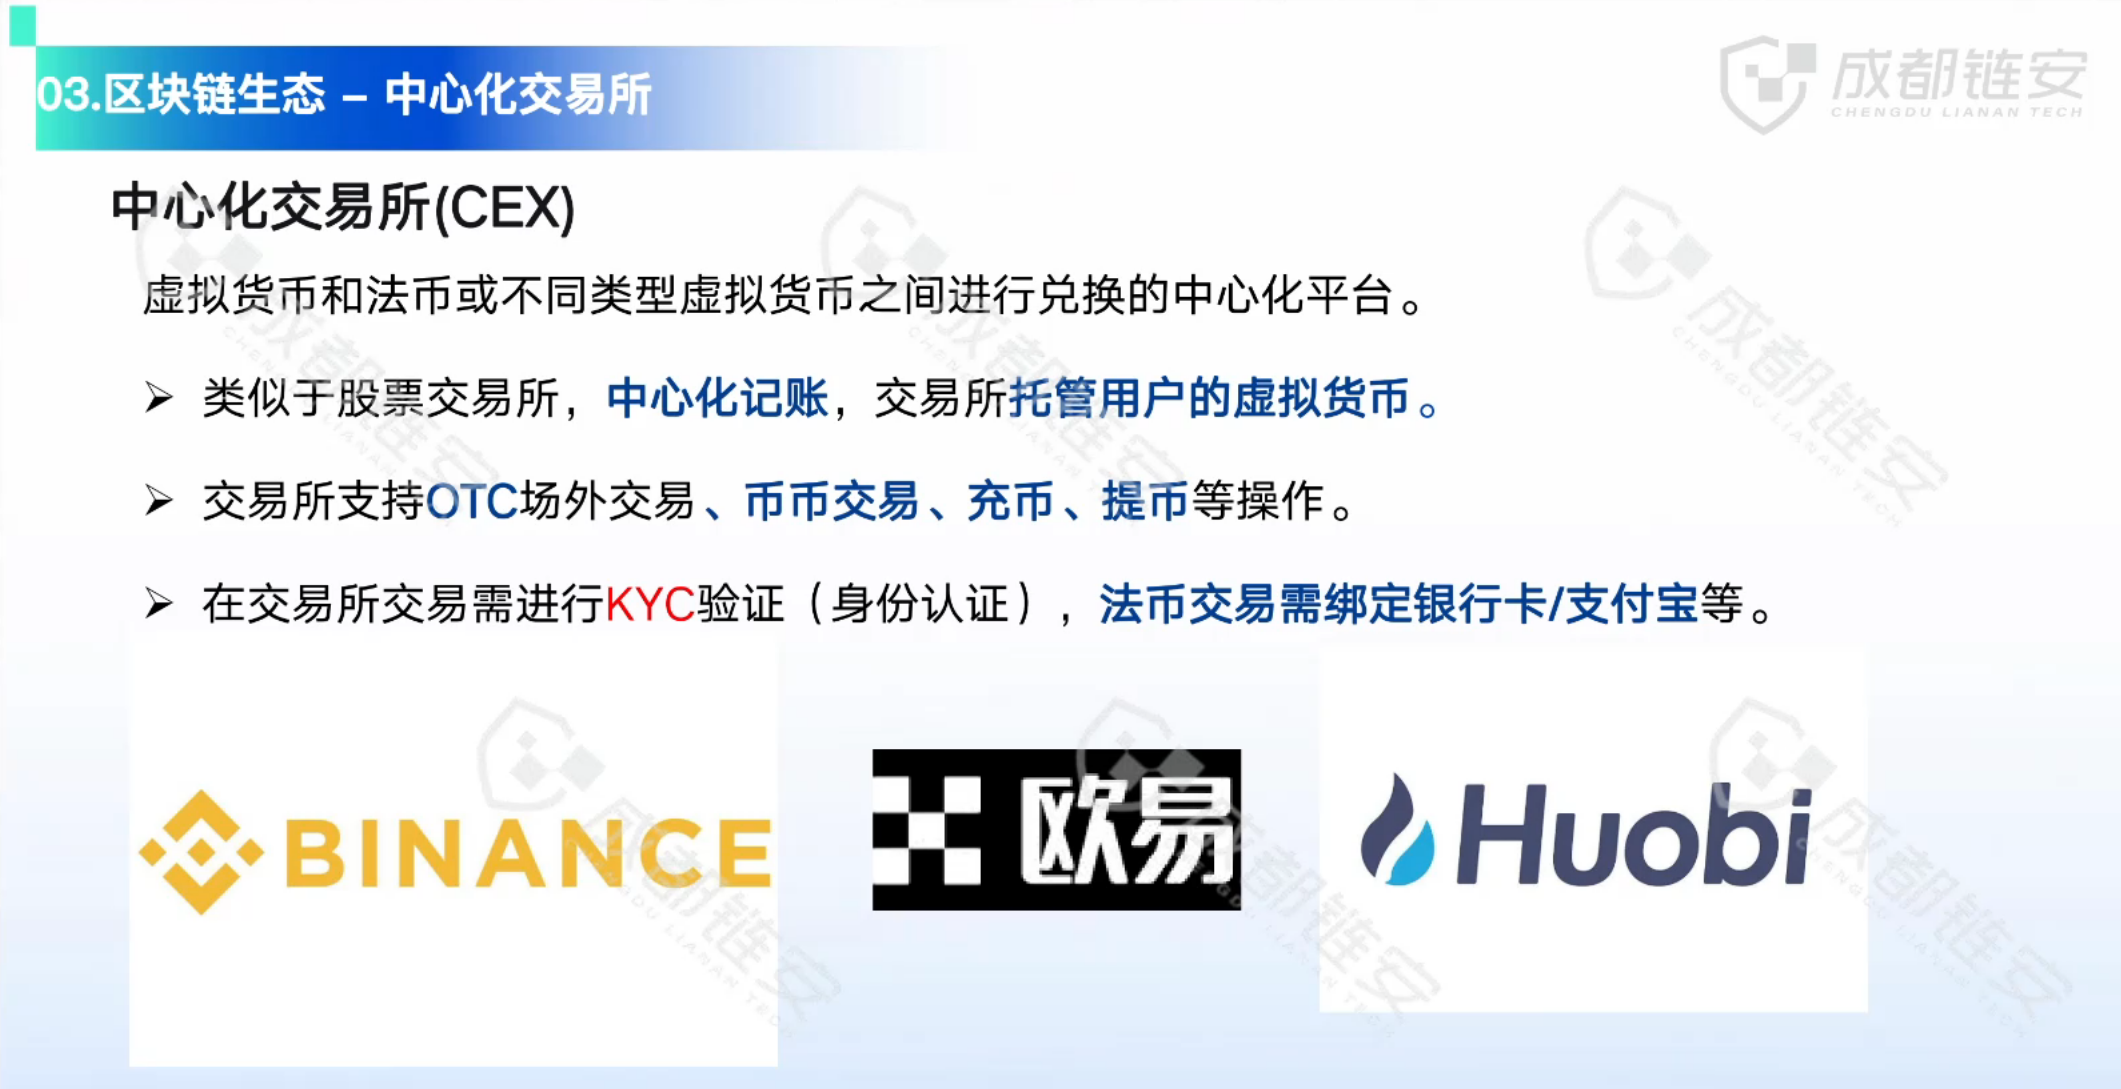 03.区块链生态 – 中心化交易所
成都链安
CHENGDU LIANAN TECH
中心化交易所(CEX)
虚拟货币和法币或不同类型虚拟货币之间进行兑换的中心化平台。
➢ 类似于股票交易所，中心化记账，交易所托管用户的虚拟货币。
➢ 交易所支持OTC场外交易、币币交易、充币、提币等操作。
➢ 在交易所交易需进行KYC验证（身份认证），法币交易需绑定银行卡/支付宝等。
BINANCE
欧易
Huobi